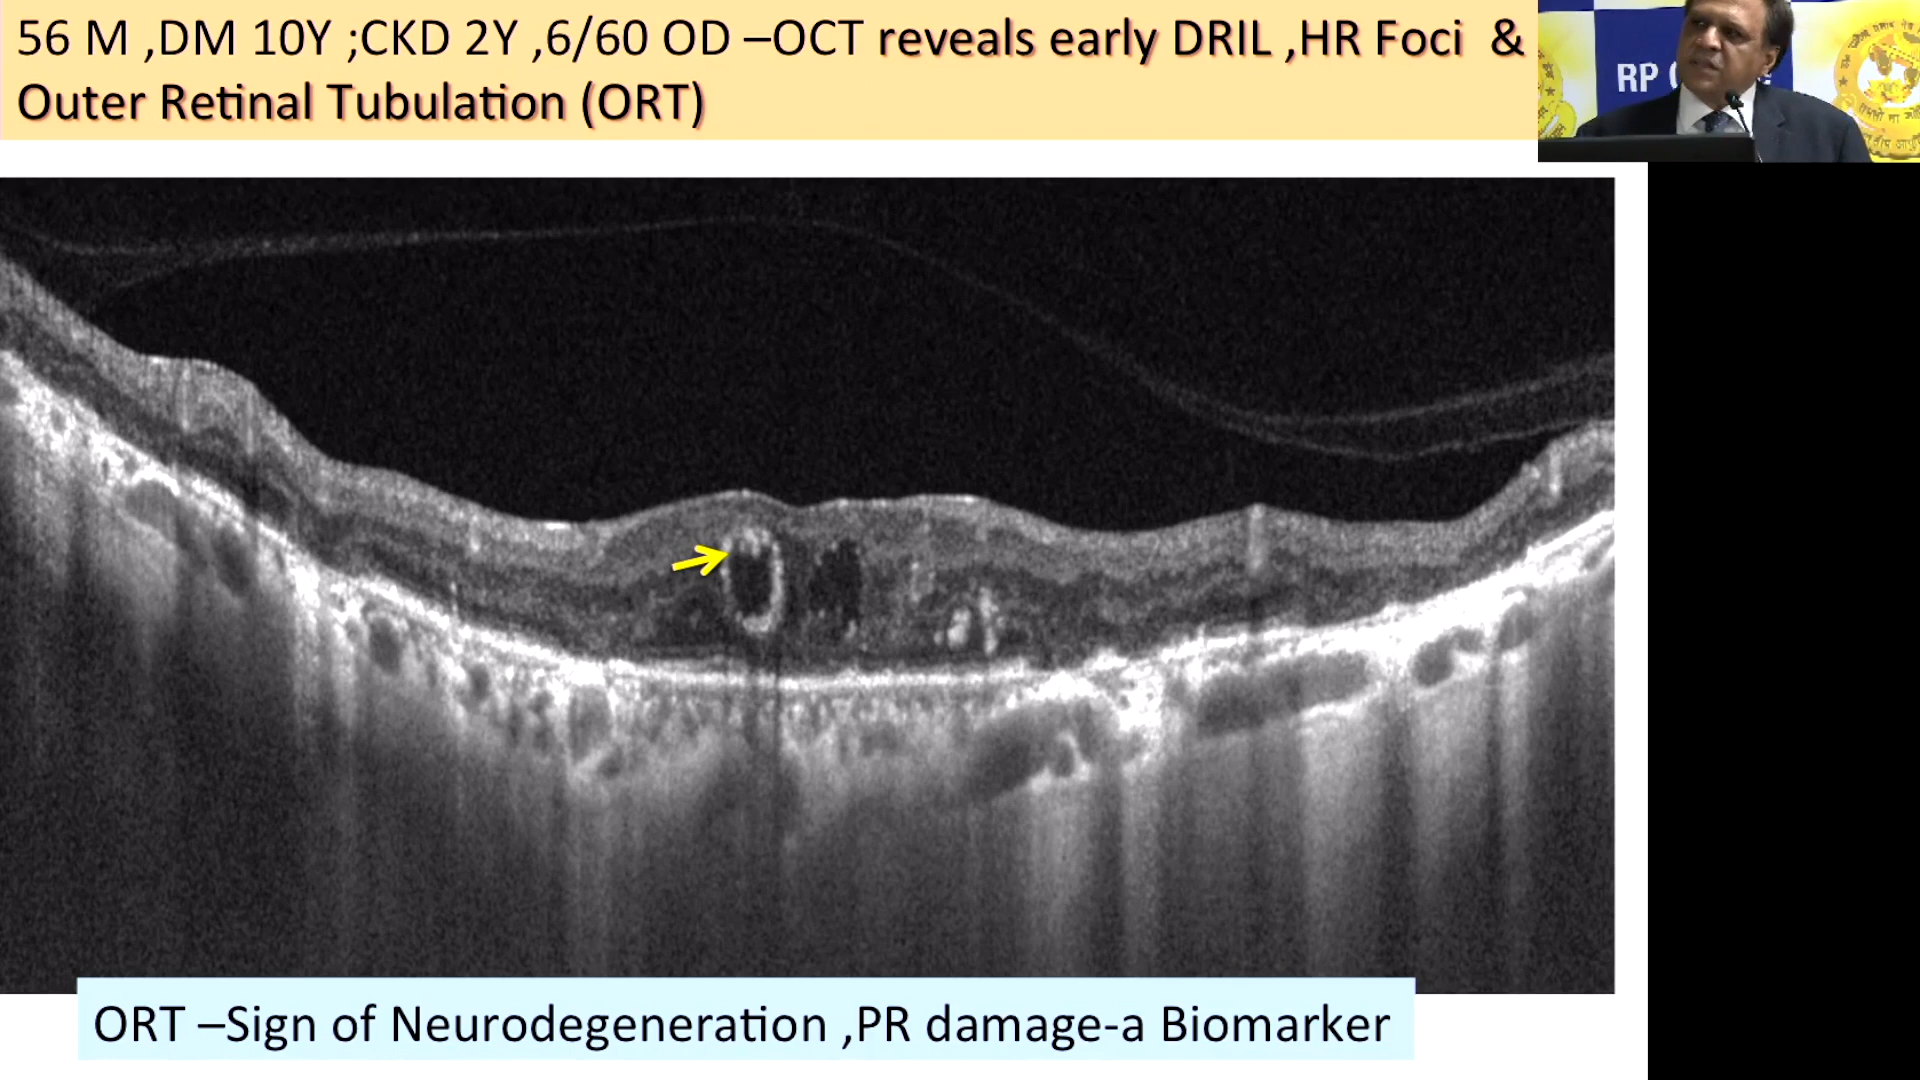 56 M ,DM 10Y ;CKD 2Y ,6/60 OD –OCT reveals early DRIL ,HR Foci &
Outer Retinal Tubulation (ORT)
RP
ORT –Sign of Neurodegeneration ,PR damage-a Biomarker